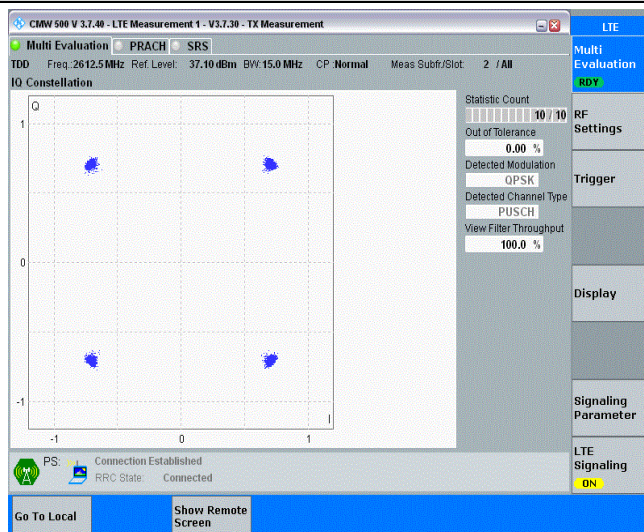 CMW 500 V 3.7.40 - LTE Measurement 1 - V3.7.30 - TX Measurement
LTE
Multi Evaluation PRACH SRS
Multi
Evaluation
RDY
TDD Freq.:2612.5 MHz Ref. Level: 37.10 dBm BW:15.0 MHz CP :Normal Meas Subfr./Slot: 2 / All
IQ Constellation
Q
1
0
-1
-1 0 1
I
Statistic Count
10 / 10
Out of Tolerance
0.00 %
Detected Modulation
QPSK
Detected Channel Type
PUSCH
View Filter Throughput
100.0 %
RF
Settings
Trigger
Display
Signaling
Parameter
LTE
Signaling
ON
PS: Connection Established
RRC State: Connected
Go To Local
Show Remote
Screen